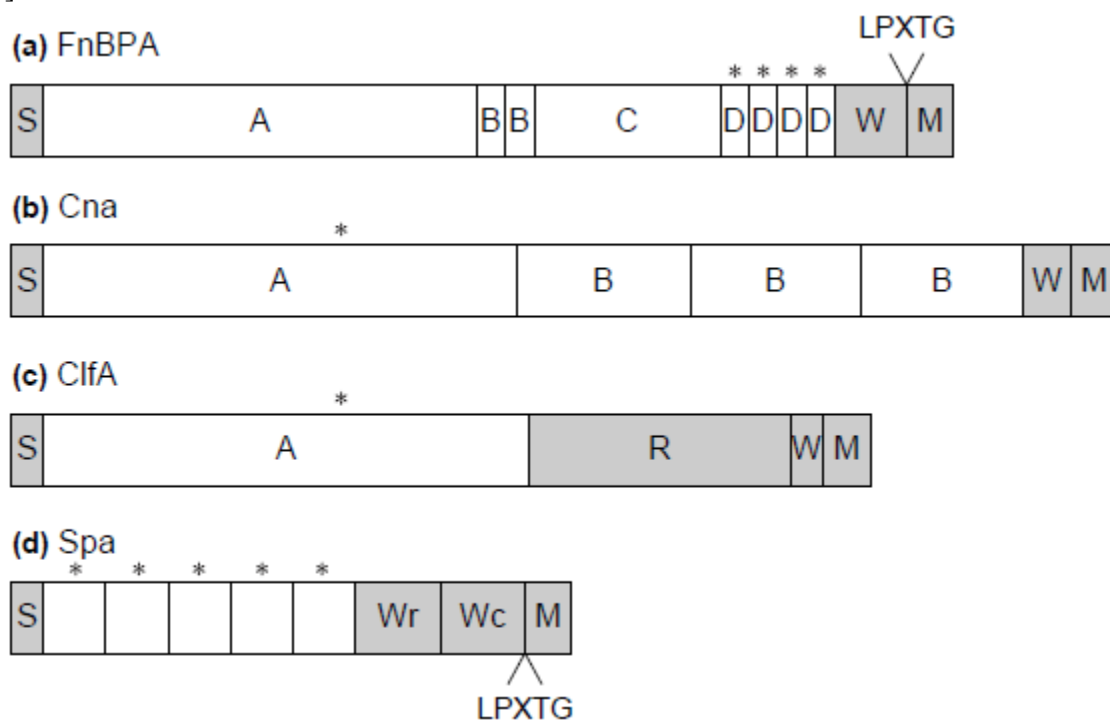 (a) FnBPA
LPXTG
* * * *
S A B B C D D D D W M
(b) Cna
*
S A B B B W M
(c) ClfA
*
S A R W M
(d) Spa
* * * * *
S Wr Wc M
LPXTG